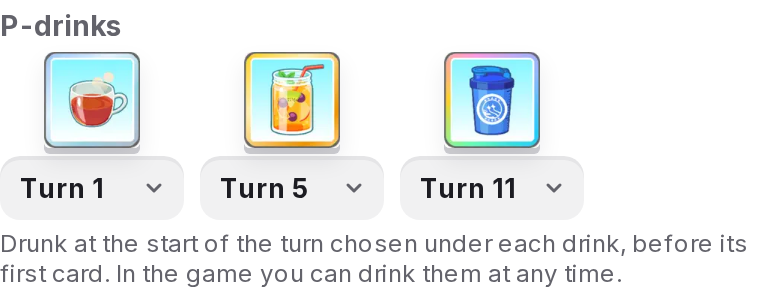 P-drinks
Turn 1
Turn 5
Turn 11
Drunk at the start of the turn chosen under each drink, before its
first card. In the game you can drink them at any time.